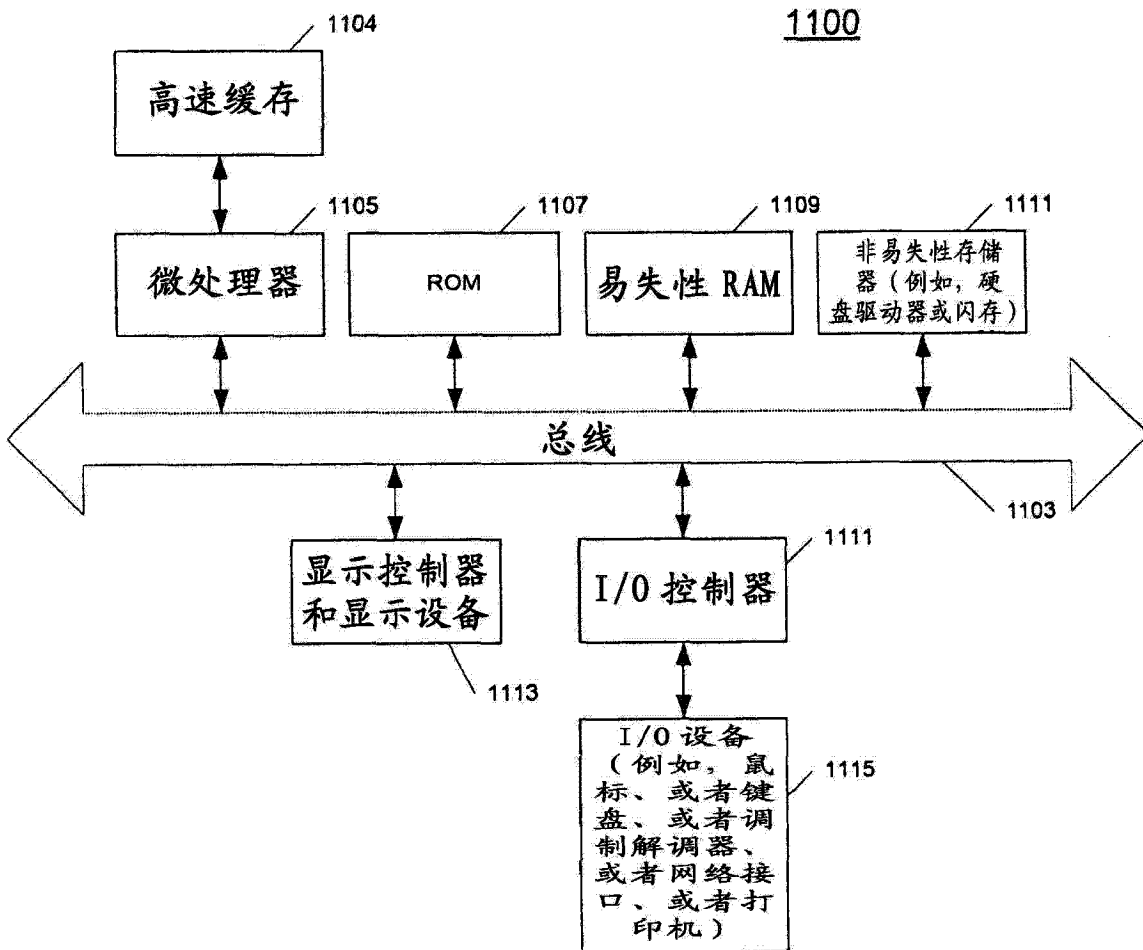 1100
1104
高速缓存
1105
1107
1109
1111
微处理器
ROM
易失性 RAM
非易失性存储
器（例如，硬
盘驱动器或闪存）
总线
1103
显示控制器
和显示设备
1113
1111
I/O 控制器
I/O 设备
（例如，鼠
标、或者键
盘、或者调
制解调器、
或者网络接
口、或者打
印机）
1115